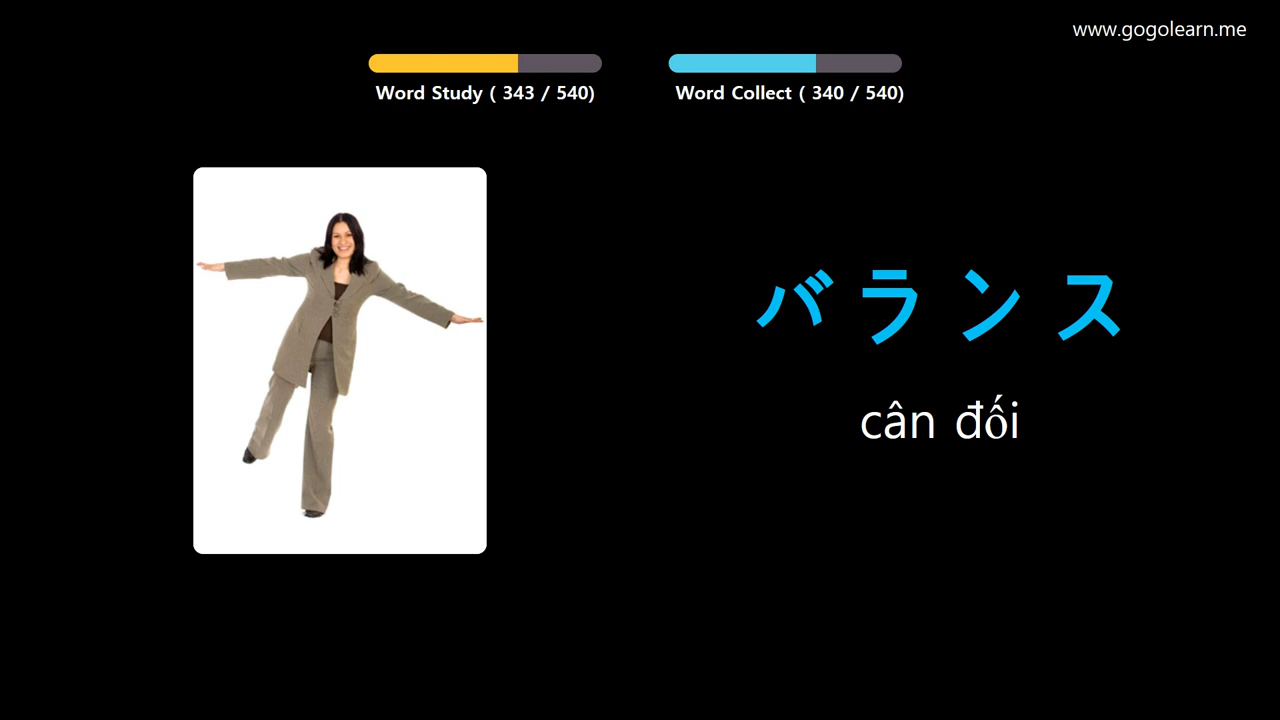 www.gogolearn.me
Word Study ( 343 / 540)
Word Collect ( 340 / 540)
バランス
cân đối